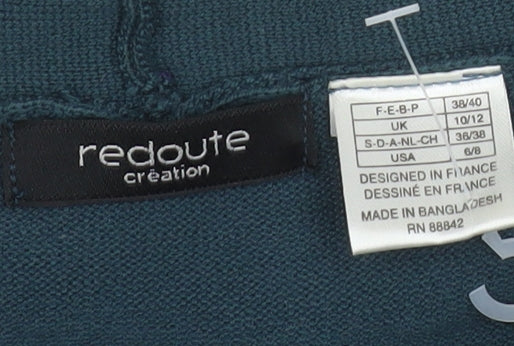 redoute
création
F-E-B-P 38/40
UK 10/12
S-D-A-NL-CH 36/38
USA 6/8
DESIGNED IN FRANCE
DESSINÉ EN FRANCE
MADE IN BANGLADESH
RN 88842